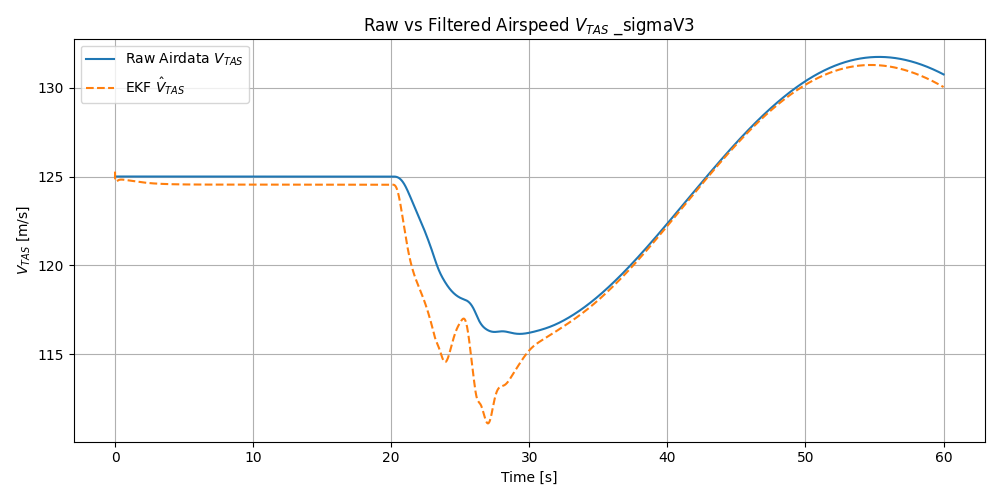 Raw vs Filtered Airspeed V_TAS _sigmaV3
Raw Airdata V_TAS
EKF V̂_TAS
V_TAS [m/s]
130
125
120
115
0 10 20 30 40 50 60
Time [s]